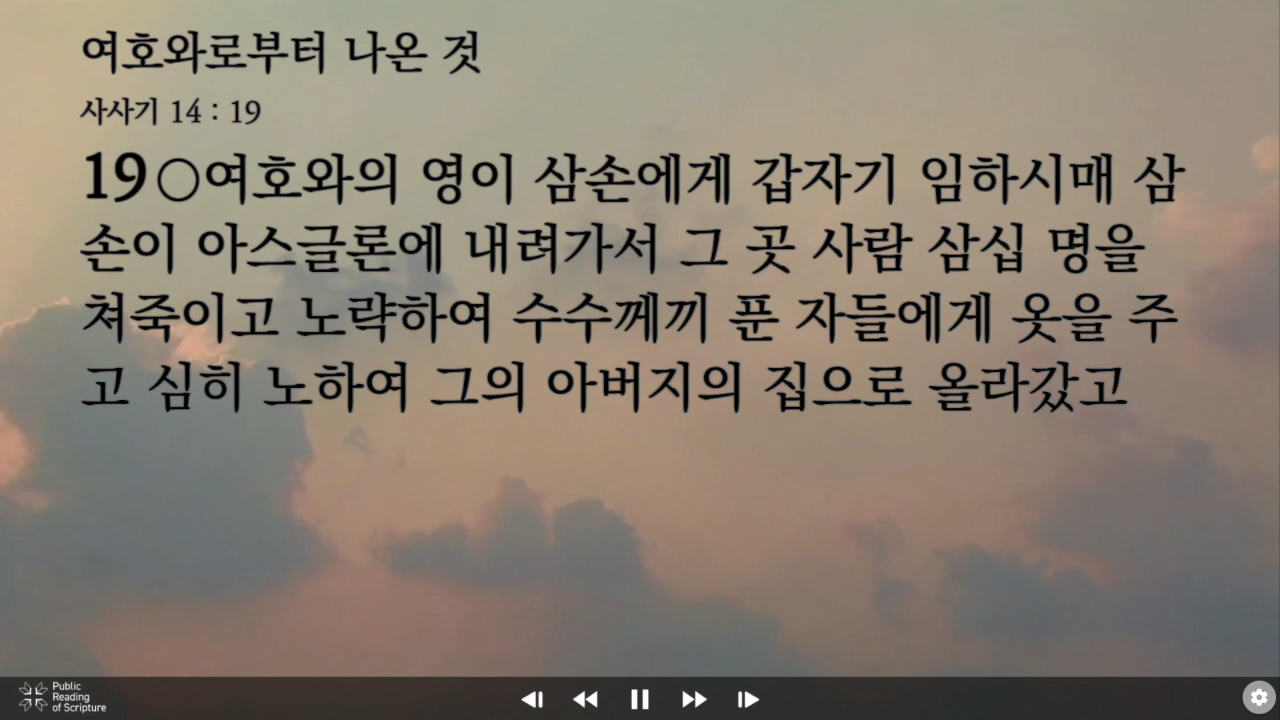 여호와로부터 나온 것
사사기 14 : 19
19 ○여호와의 영이 삼손에게 갑자기 임하시매 삼
손이 아스글론에 내려가서 그 곳 사람 삼십 명을
쳐죽이고 노략하여 수수께끼 푼 자들에게 옷을 주
고 심히 노하여 그의 아버지의 집으로 올라갔고
Public
Reading
of Scripture